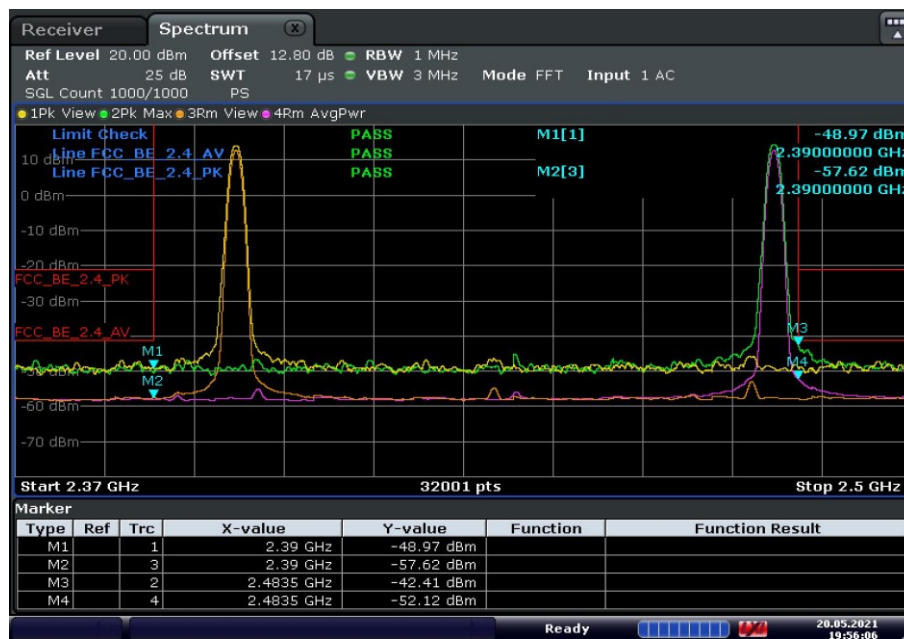 Receiver Spectrum X
Ref Level 20.00 dBm Offset 12.80 dB RBW 1 MHz
Att 25 dB SWT 17 µs VBW 3 MHz Mode FFT Input 1 AC
SGL Count 1000/1000 PS
1Pk View 2Pk Max 3Rm View 4Rm AvgPwr
Limit Check PASS M1[1] -48.97 dBm
10 dBm Line FCC_BE_2.4_AV PASS 2.39000000 GHz
Line FCC_BE_2.4_PK PASS M2[3] -57.62 dBm
0 dBm 2.39000000 GHz
-10 dBm
-20 dBm
FCC_BE_2.4_PK
-30 dBm
FCC_BE_2.4_AV M3
M1 M4
-50 dBm
M2
-60 dBm
-70 dBm
Start 2.37 GHz 32001 pts Stop 2.5 GHz
Marker
Type Ref Trc X-value Y-value Function Function Result
M1 1 2.39 GHz -48.97 dBm
M2 3 2.39 GHz -57.62 dBm
M3 2 2.4835 GHz -42.41 dBm
M4 4 2.4835 GHz -52.12 dBm
Ready 20.05.2021
19:56:06